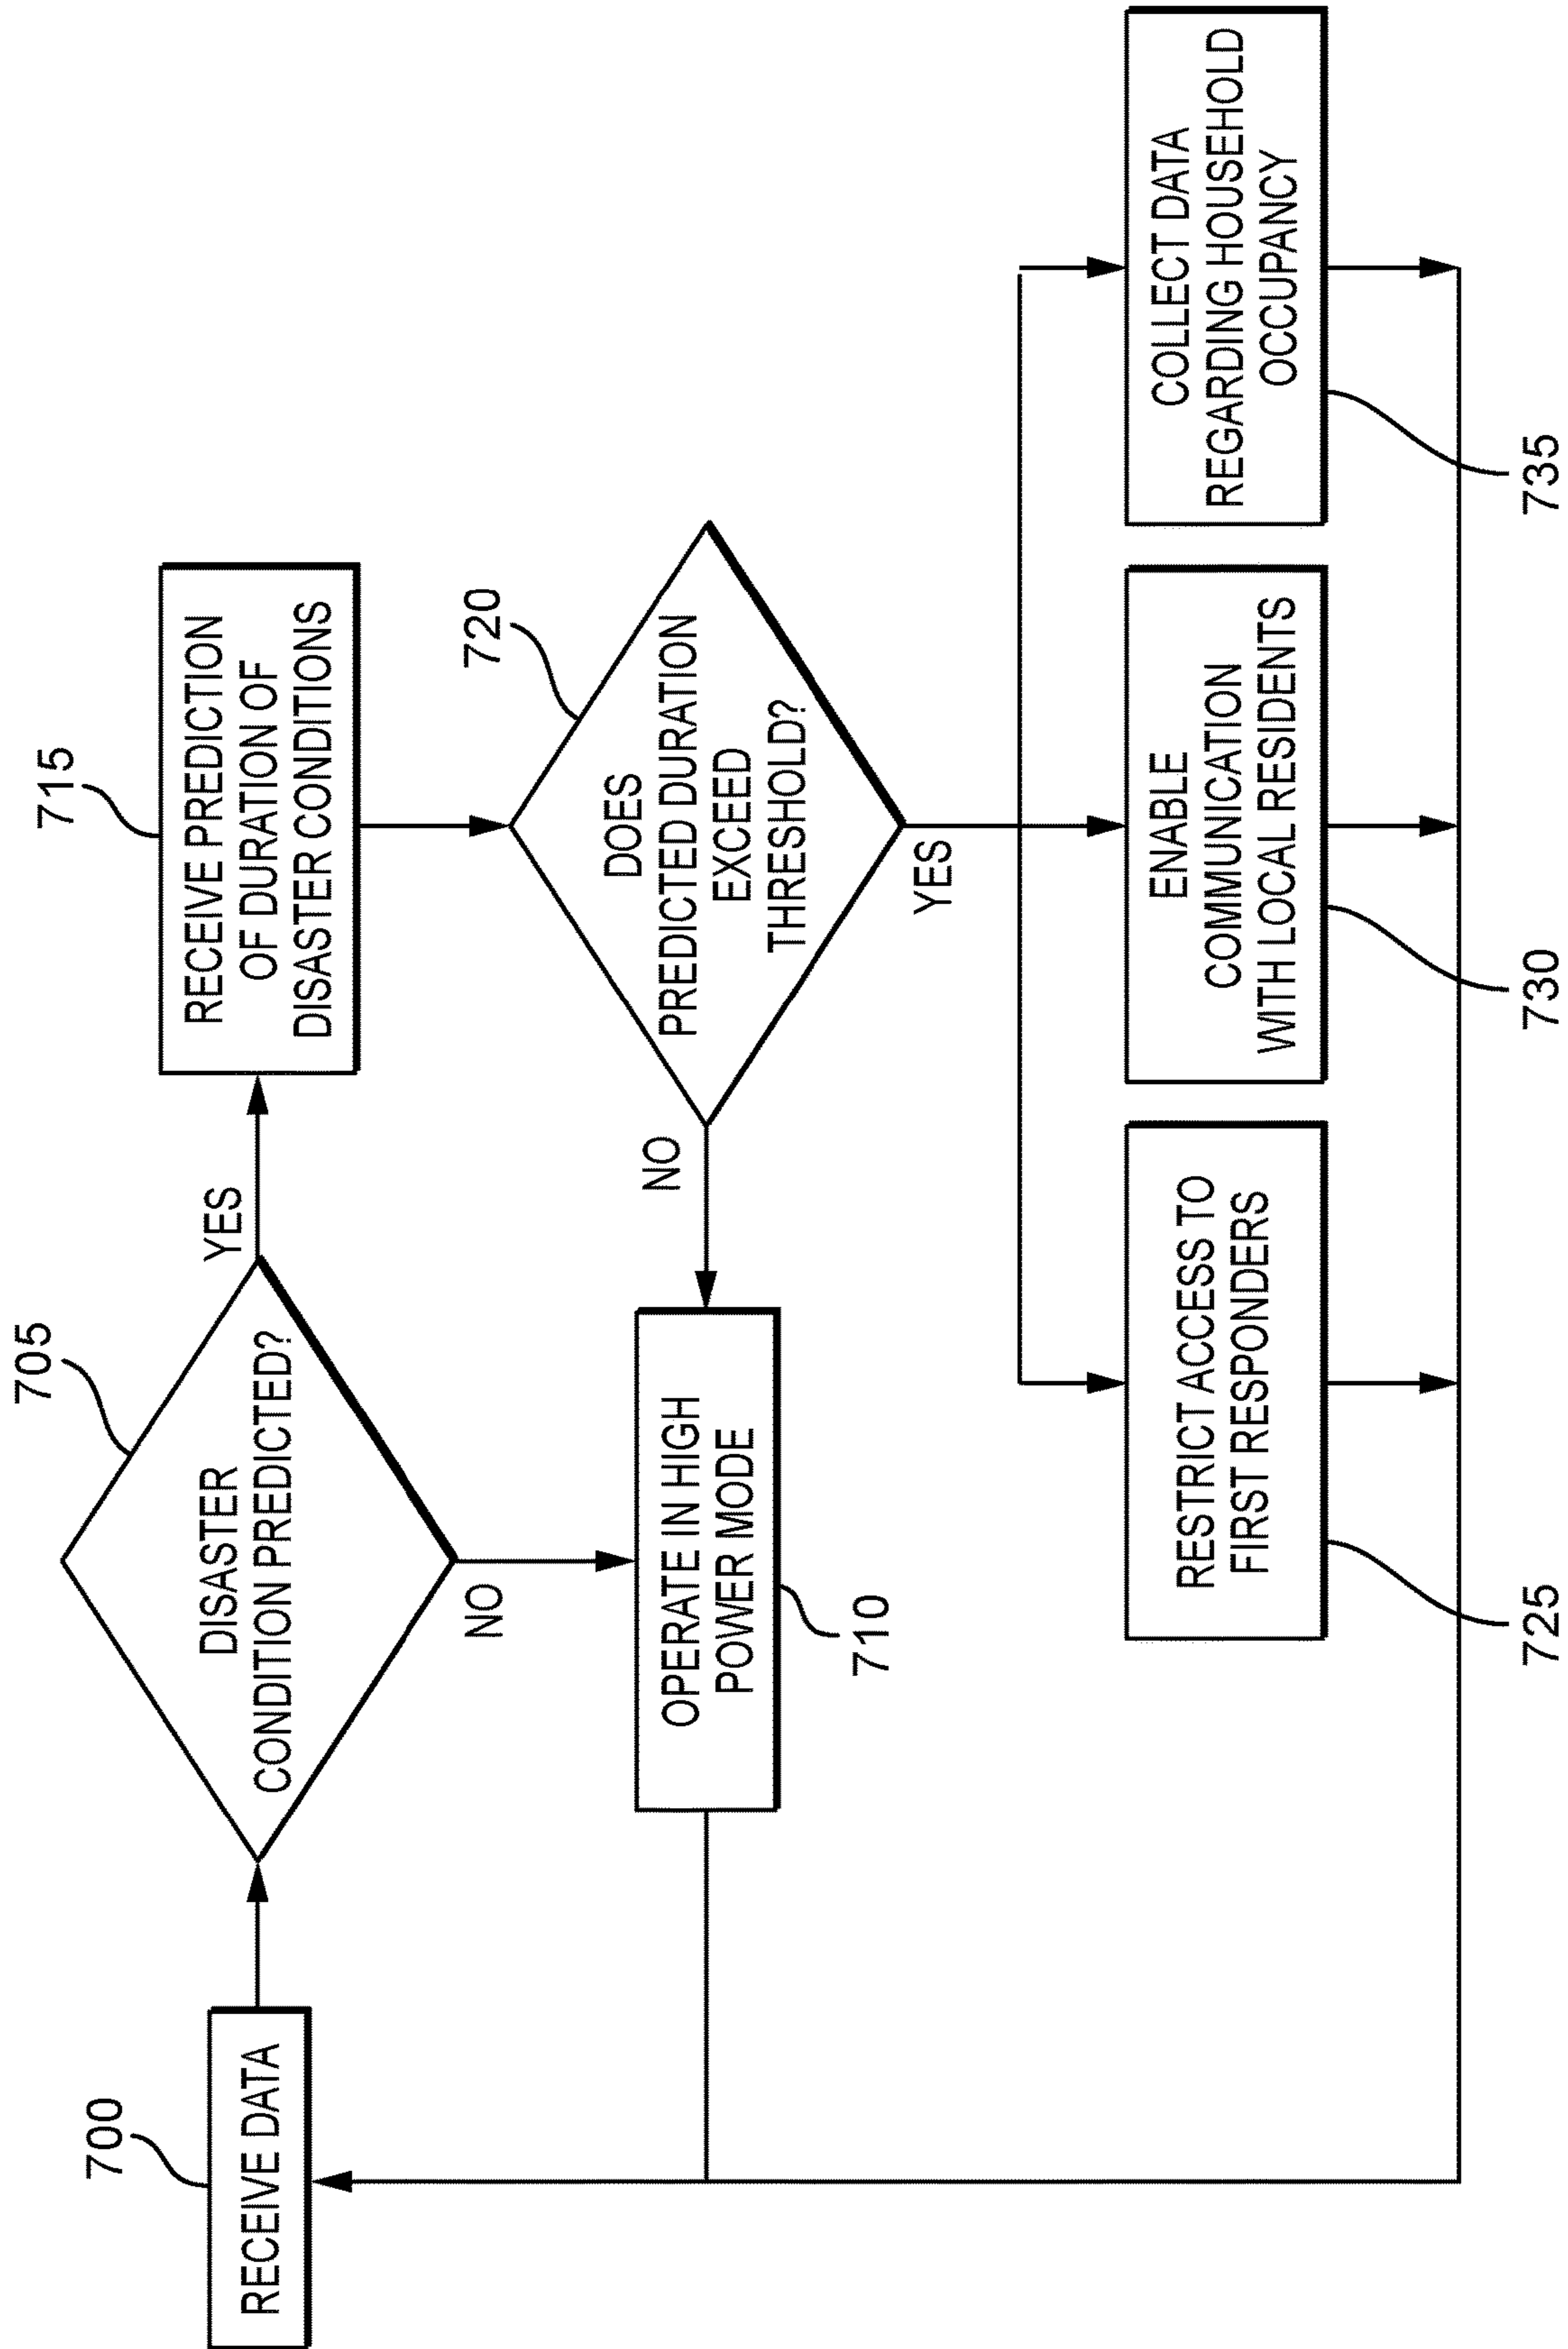 700
RECEIVE DATA
705
DISASTER
CONDITION PREDICTED?
YES
NO
715
RECEIVE PREDICTION
OF DURATION OF
DISASTER CONDITIONS
720
DOES
PREDICTED DURATION
EXCEED
THRESHOLD?
NO
YES
OPERATE IN HIGH
POWER MODE
710
RESTRICT ACCESS TO
FIRST RESPONDERS
725
ENABLE
COMMUNICATION
WITH LOCAL RESIDENTS
730
COLLECT DATA
REGARDING HOUSEHOLD
OCCUPANCY
735